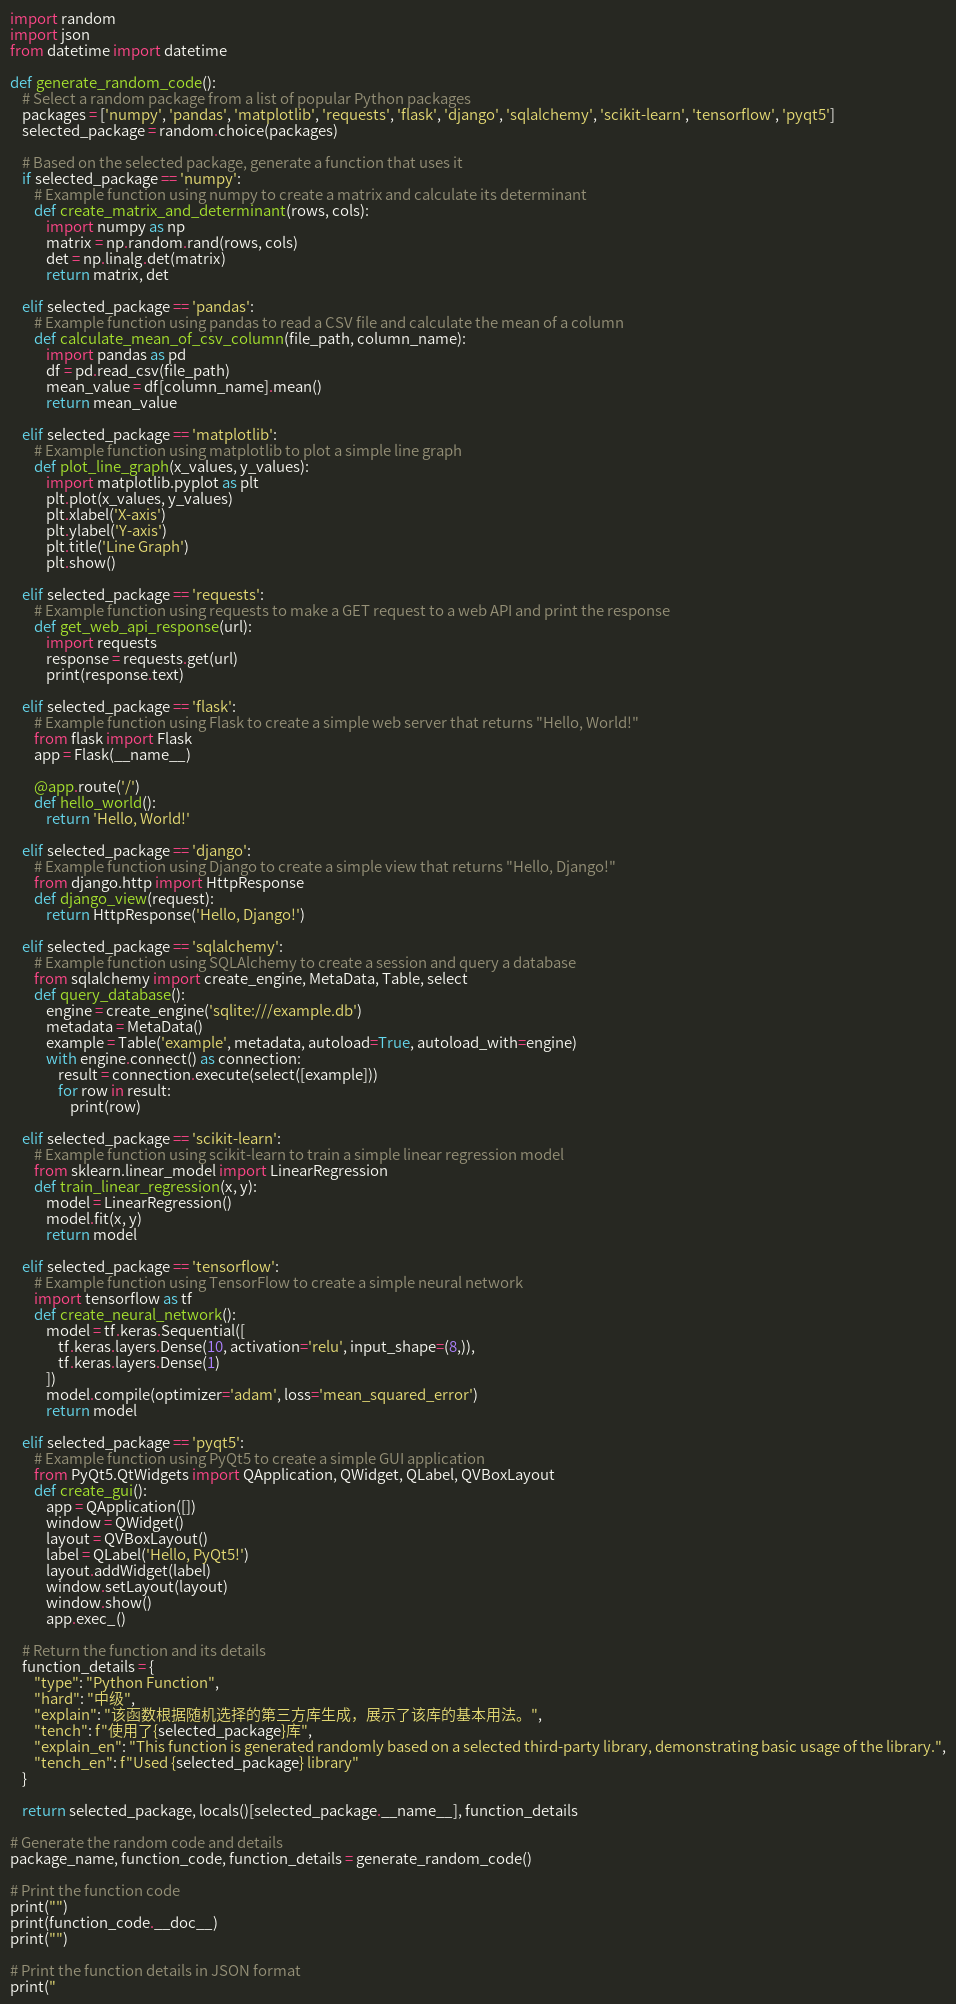 import random
import json
from datetime import datetime

def generate_random_code():
    # Select a random package from a list of popular Python packages
    packages = ['numpy', 'pandas', 'matplotlib', 'requests', 'flask', 'django', 'sqlalchemy', 'scikit-learn', 'tensorflow', 'pyqt5']
    selected_package = random.choice(packages)

    # Based on the selected package, generate a function that uses it
    if selected_package == 'numpy':
        # Example function using numpy to create a matrix and calculate its determinant
        def create_matrix_and_determinant(rows, cols):
            import numpy as np
            matrix = np.random.rand(rows, cols)
            det = np.linalg.det(matrix)
            return matrix, det

    elif selected_package == 'pandas':
        # Example function using pandas to read a CSV file and calculate the mean of a column
        def calculate_mean_of_csv_column(file_path, column_name):
            import pandas as pd
            df = pd.read_csv(file_path)
            mean_value = df[column_name].mean()
            return mean_value

    elif selected_package == 'matplotlib':
        # Example function using matplotlib to plot a simple line graph
        def plot_line_graph(x_values, y_values):
            import matplotlib.pyplot as plt
            plt.plot(x_values, y_values)
            plt.xlabel('X-axis')
            plt.ylabel('Y-axis')
            plt.title('Line Graph')
            plt.show()

    elif selected_package == 'requests':
        # Example function using requests to make a GET request to a web API and print the response
        def get_web_api_response(url):
            import requests
            response = requests.get(url)
            print(response.text)

    elif selected_package == 'flask':
        # Example function using Flask to create a simple web server that returns "Hello, World!"
        from flask import Flask
        app = Flask(__name__)

        @app.route('/')
        def hello_world():
            return 'Hello, World!'

    elif selected_package == 'django':
        # Example function using Django to create a simple view that returns "Hello, Django!"
        from django.http import HttpResponse
        def django_view(request):
            return HttpResponse('Hello, Django!')

    elif selected_package == 'sqlalchemy':
        # Example function using SQLAlchemy to create a session and query a database
        from sqlalchemy import create_engine, MetaData, Table, select
        def query_database():
            engine = create_engine('sqlite:///example.db')
            metadata = MetaData()
            example = Table('example', metadata, autoload=True, autoload_with=engine)
            with engine.connect() as connection:
                result = connection.execute(select([example]))
                for row in result:
                    print(row)

    elif selected_package == 'scikit-learn':
        # Example function using scikit-learn to train a simple linear regression model
        from sklearn.linear_model import LinearRegression
        def train_linear_regression(x, y):
            model = LinearRegression()
            model.fit(x, y)
            return model

    elif selected_package == 'tensorflow':
        # Example function using TensorFlow to create a simple neural network
        import tensorflow as tf
        def create_neural_network():
            model = tf.keras.Sequential([
                tf.keras.layers.Dense(10, activation='relu', input_shape=(8,)),
                tf.keras.layers.Dense(1)
            ])
            model.compile(optimizer='adam', loss='mean_squared_error')
            return model

    elif selected_package == 'pyqt5':
        # Example function using PyQt5 to create a simple GUI application
        from PyQt5.QtWidgets import QApplication, QWidget, QLabel, QVBoxLayout
        def create_gui():
            app = QApplication([])
            window = QWidget()
            layout = QVBoxLayout()
            label = QLabel('Hello, PyQt5!')
            layout.addWidget(label)
            window.setLayout(layout)
            window.show()
            app.exec_()

    # Return the function and its details
    function_details = {
        "type": "Python Function",
        "hard": "中级",
        "explain": "该函数根据随机选择的第三方库生成，展示了该库的基本用法。",
        "tench": f"使用了{selected_package}库",
        "explain_en": "This function is generated randomly based on a selected third-party library, demonstrating basic usage of the library.",
        "tench_en": f"Used {selected_package} library"
    }

    return selected_package, locals()[selected_package.__name__], function_details

# Generate the random code and details
package_name, function_code, function_details = generate_random_code()

# Print the function code
print("")
print(function_code.__doc__)
print("")

# Print the function details in JSON format
print("